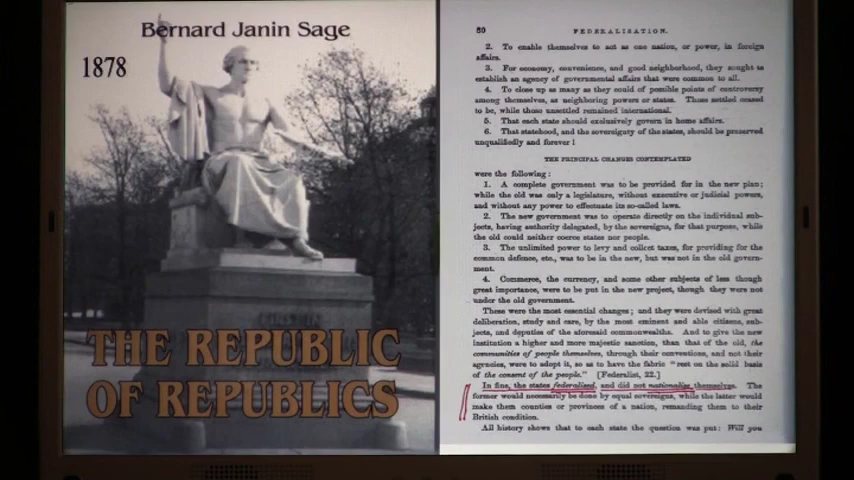 Bernard Janin Sage
1878
THE REPUBLIC
OF REPUBLICS
80 FEDERALISATION.
2. To enable themselves to act as one nation, or power, in foreign
affairs.
3. For economy, convenience, and good neighborhood, they sought to
establish an agency of governmental affairs that were common to all.
4. To close up as many as they could of possible points of controversy
among themselves, as neighboring powers or states. Those settled ceased
to be, while those unsettled remained international.
5. That each state should exclusively govern in home affairs.
6. That statehood, and the sovereignty of the states, should be preserved
unqualifiedly and forever!
THE PRINCIPAL CHANGES CONTEMPLATED
were the following:
1. A complete government was to be provided for in the new plan;
while the old was only a legislature, without executive or judicial powers,
and without any power to effectuate its so-called laws.
2. The new government was to operate directly on the individual sub-
jects, having authority delegated, by the sovereigns, for that purpose, while
the old could neither coerce states nor people.
3. The unlimited power to levy and collect taxes, for providing for the
common defence, etc., was to be in the new, but was not in the old govern-
ment.
4. Commerce, the currency, and some other subjects of less though
great importance, were to be put in the new project, though they were not
under the old government.
These were the most essential changes; and they were devised with great
deliberation, study and care, by the most eminent and able citizens, sub-
jects, and deputies of the aforesaid commonwealths. And to give the new
institution a higher and more majestic sanction, than that of the old, the
communities of people themselves, through their conventions, and not their
agencies, were to adopt it, so as to have the fabric "rest on the solid basis
of the consent of the people." [Federalist, 22.]
In fine, the states federalised, and did not nationalise themselves. The
former would necessarily be done by equal sovereigns, while the latter would
make them counties or provinces of a nation, remanding them to their
British condition.
All history shows that to each state the question was put: Will you